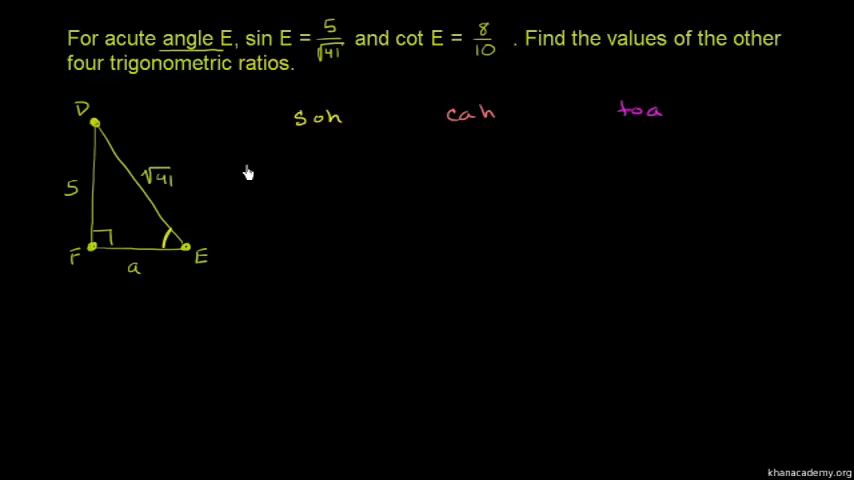 For acute angle E, sin E = 5/√41 and cot E = 8/10 . Find the values of the other
four trigonometric ratios.
D
soh cah toa
√41
5
F E
a
khanacademy.org